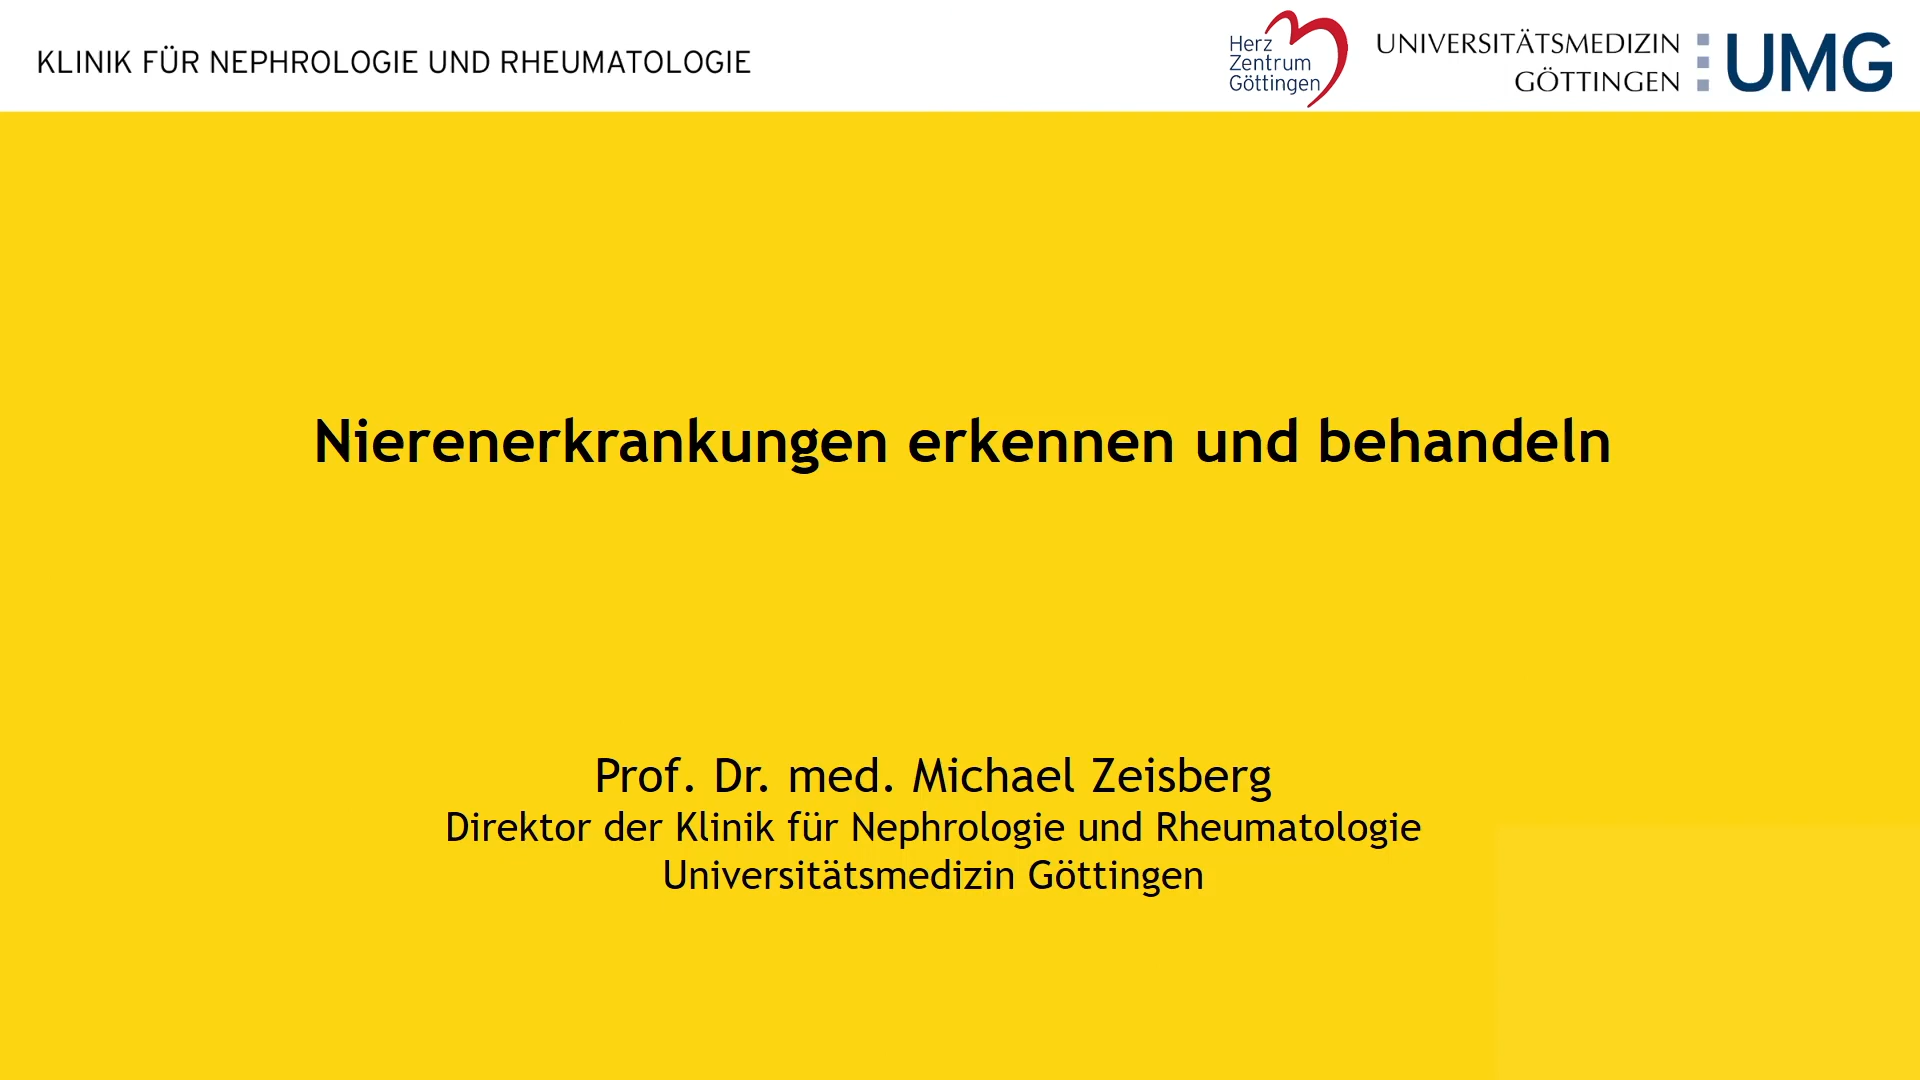 KLINIK FÜR NEPHROLOGIE UND RHEUMATOLOGIE
Herz
Zentrum
Göttingen
UNIVERSITÄTSMEDIZIN
GÖTTINGEN
UMG
Nierenerkrankungen erkennen und behandeln
Prof. Dr. med. Michael Zeisberg
Direktor der Klinik für Nephrologie und Rheumatologie
Universitätsmedizin Göttingen